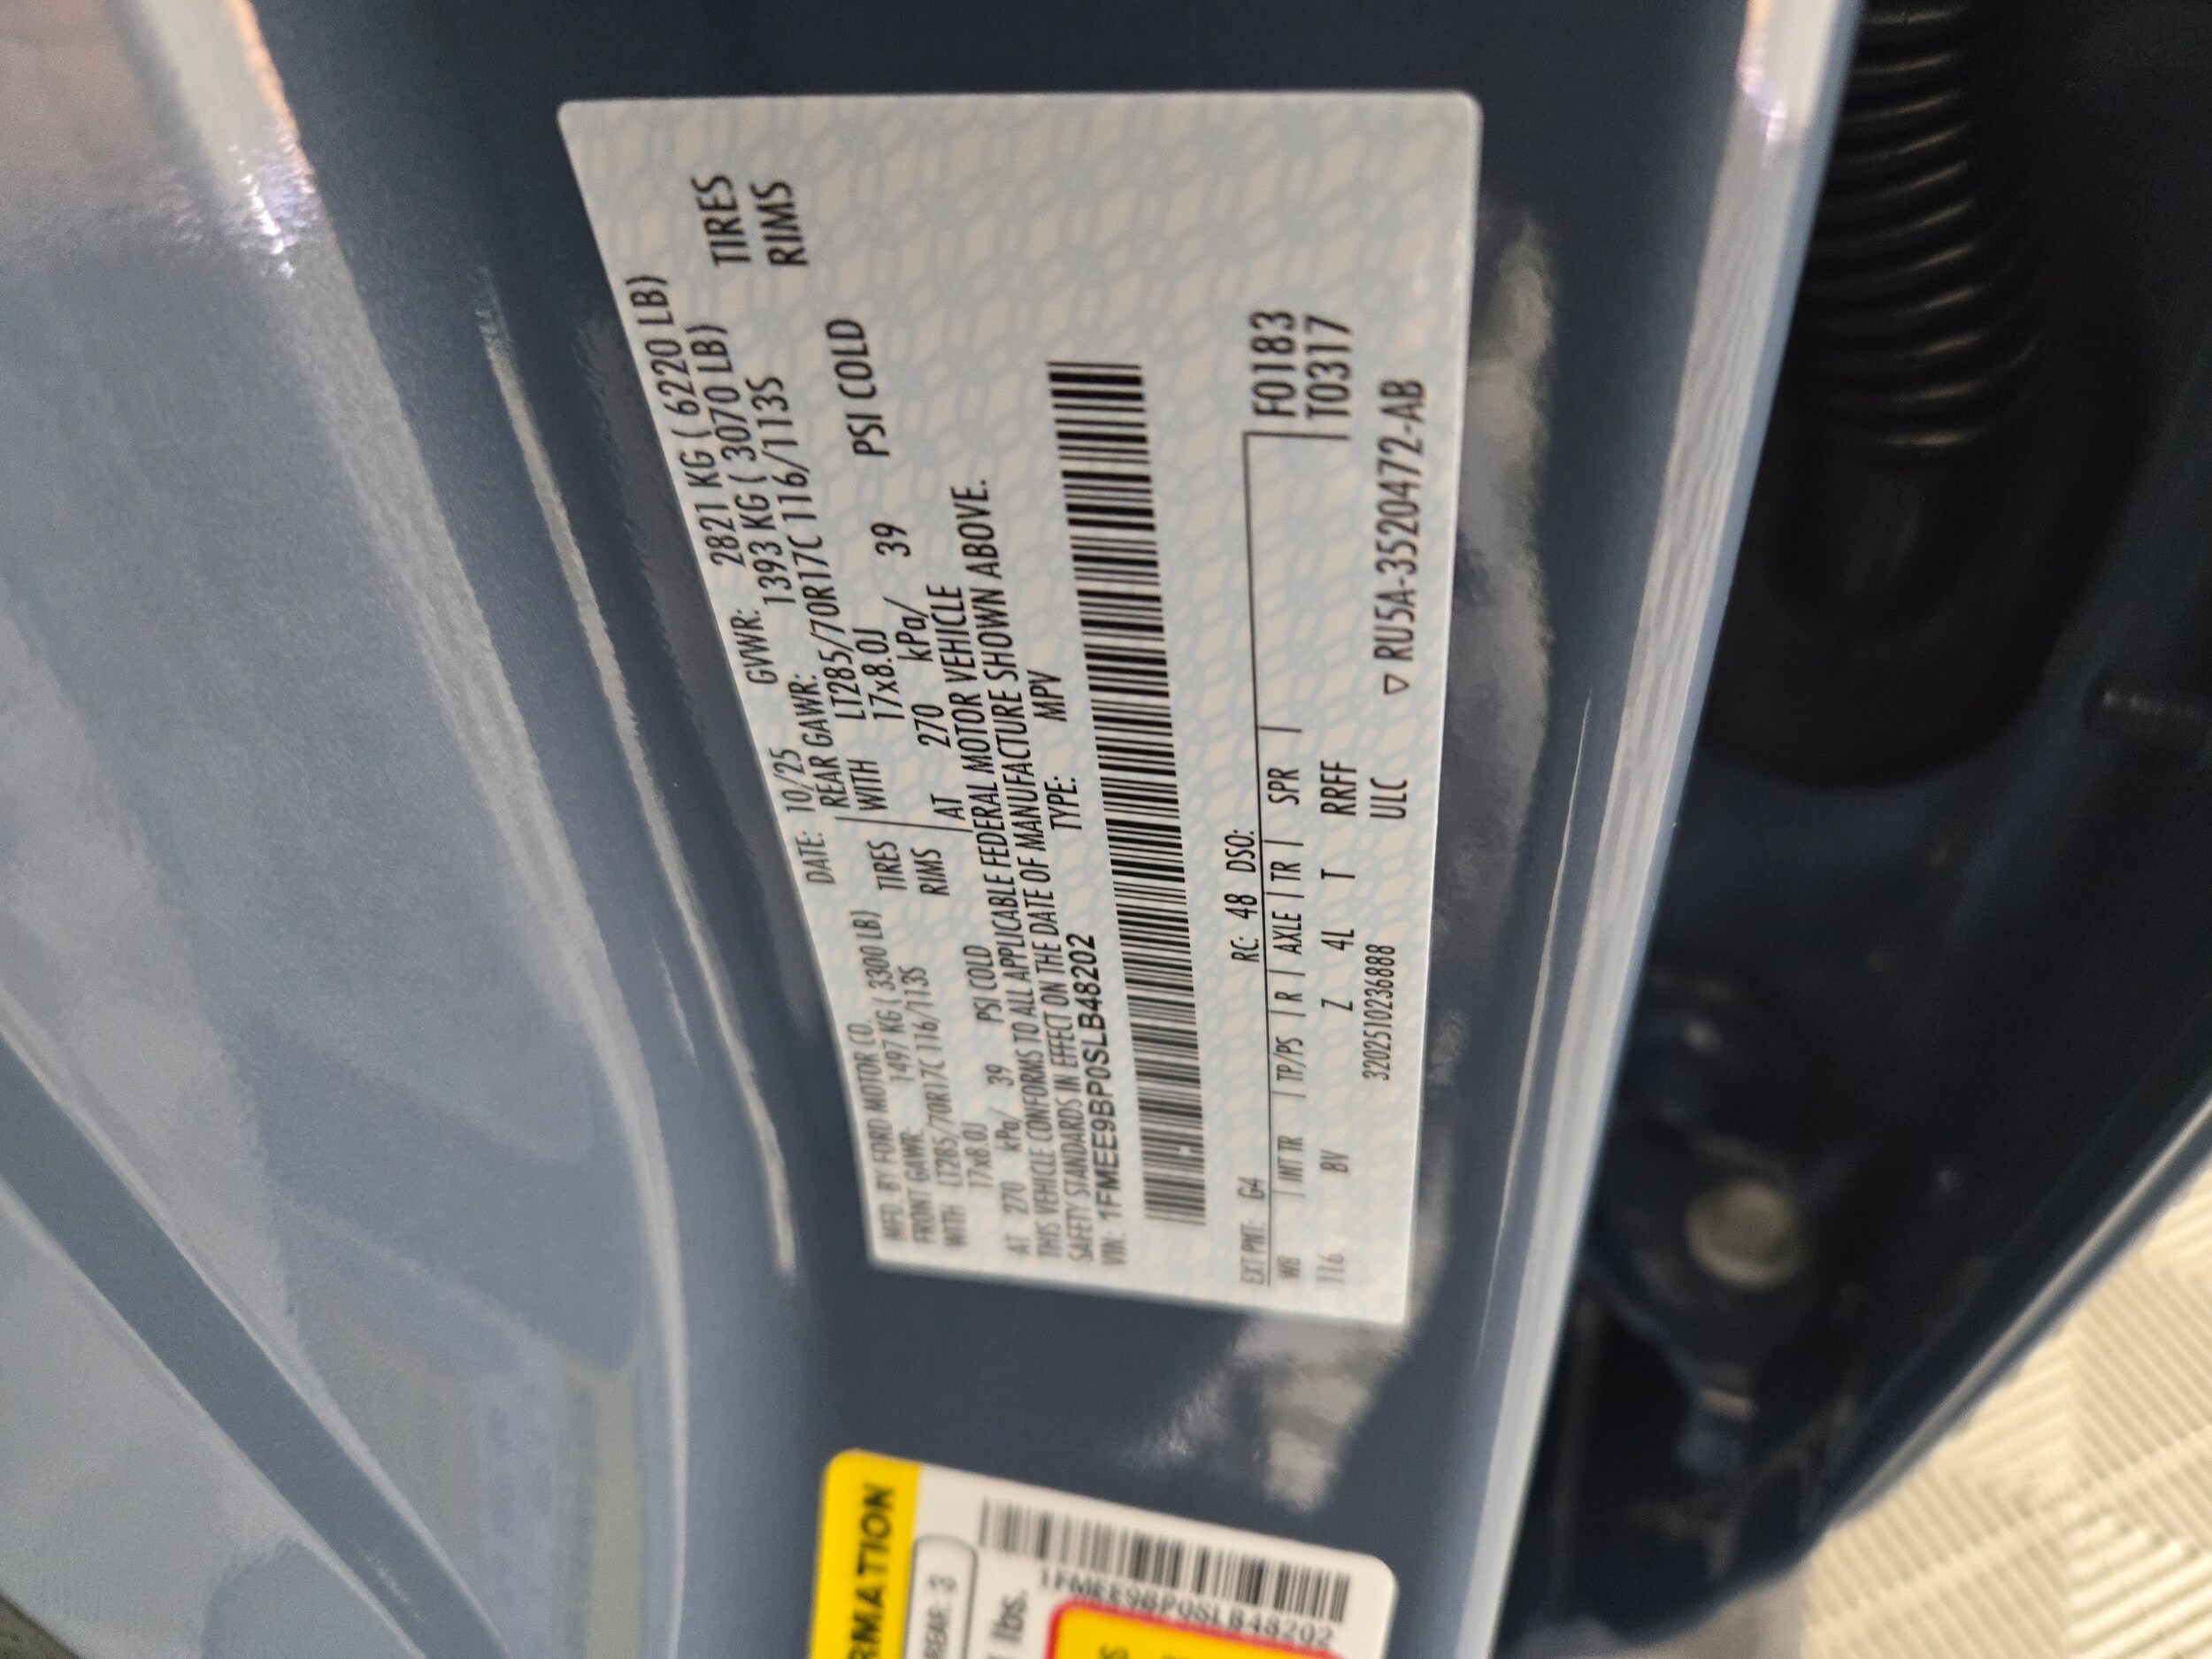 MFD. BY FORD MOTOR CO.
DATE: 10/25 GVWR: 2821 KG ( 6220 LB)
FRONT GAWR: 1497 KG ( 3300 LB) REAR GAWR: 1393 KG ( 3070 LB)
WITH LT285/70R17C 116/113S TIRES WITH LT285/70R17C 116/113S TIRES
17x8.0J RIMS 17x8.0J RIMS
AT 270 kPa/ 39 PSI COLD AT 270 kPa/ 39 PSI COLD
THIS VEHICLE CONFORMS TO ALL APPLICABLE FEDERAL MOTOR VEHICLE
SAFETY STANDARDS IN EFFECT ON THE DATE OF MANUFACTURE SHOWN ABOVE.
VIN: 1FMEE9BP0SLB48202 TYPE: MPV
EXT PNT: G4 RC: 48 DSO:
WB | INT TR | TP/PS | R | AXLE | TR | SPR | F0183
116 BV Z 4L T RRFF T0317
3202510236888 ULC ▽ RU5A-3520472-AB
RMATION
REAR:
lbs.
1FMEE9BP0SLB48202